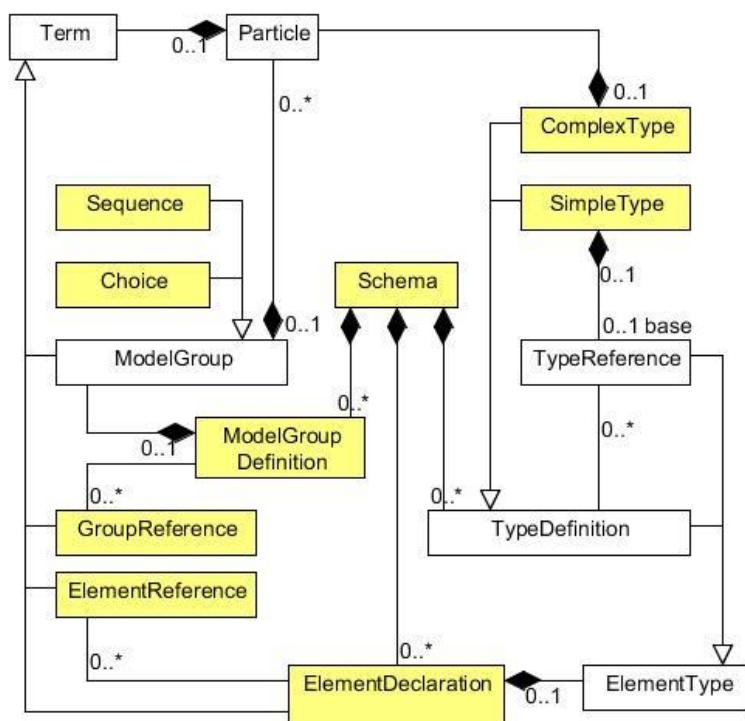 Term
Particle
0..1
0..1
0..*
ComplexType
Sequence
SimpleType
Choice
Schema
0..1
0..1
0..1 base
ModelGroup
TypeReference
0..*
0..*
ModelGroup
Definition
0..1
0..*
0..*
GroupReference
TypeDefinition
ElementReference
0..*
0..*
ElementDeclaration
0..1
ElementType